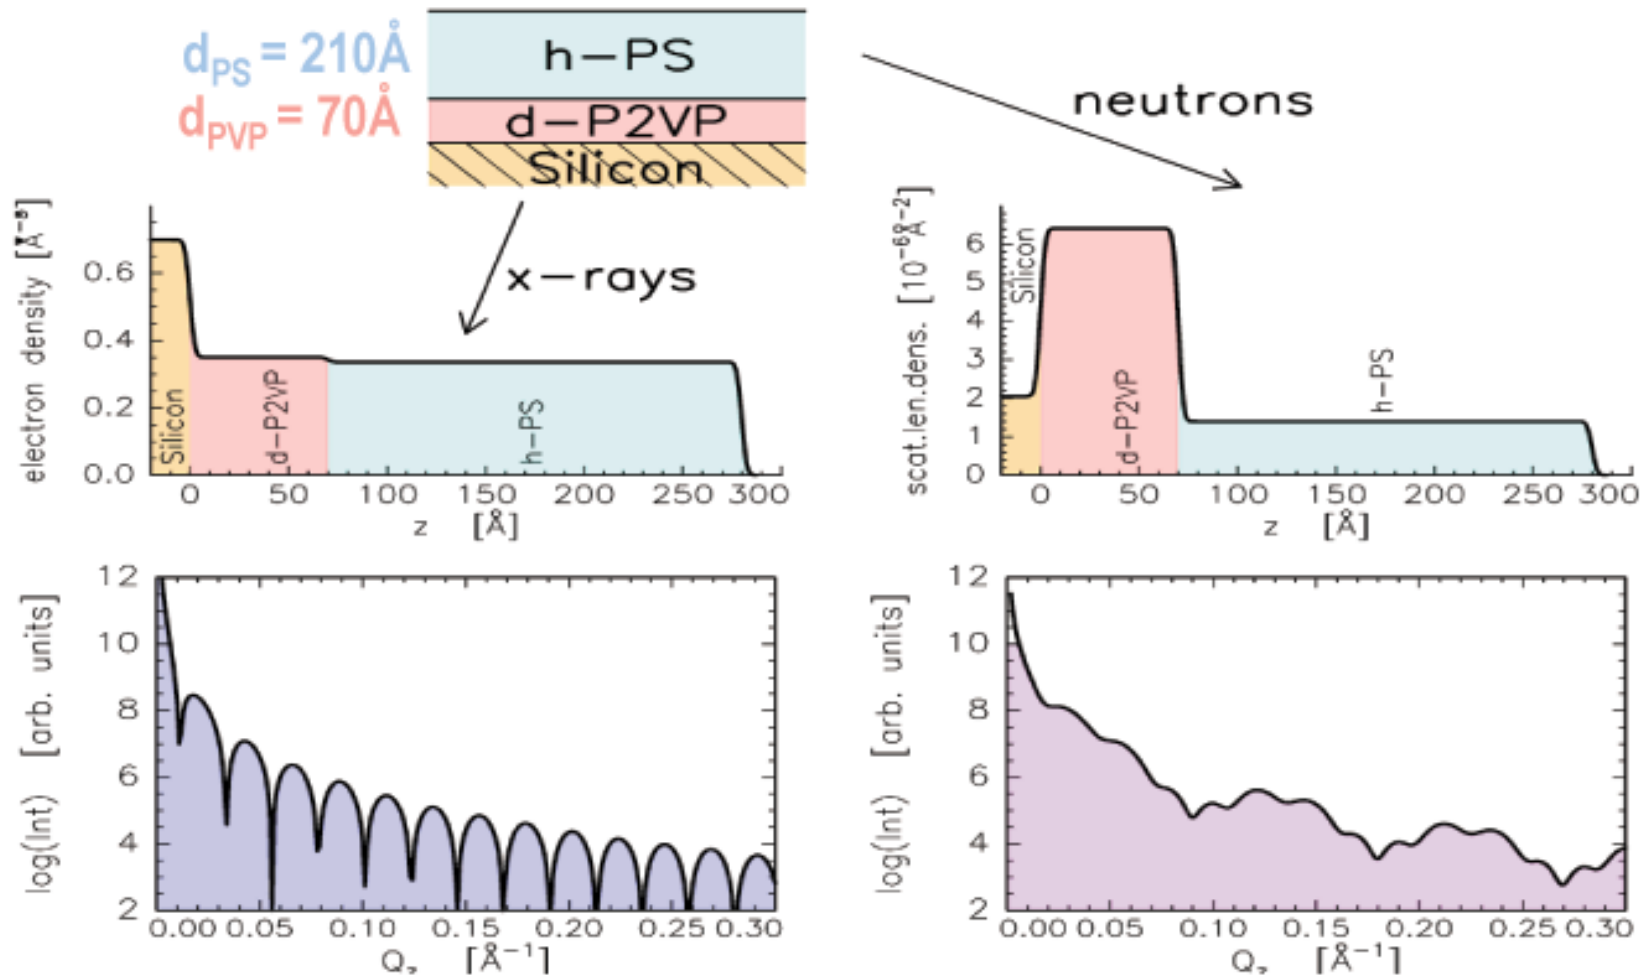 d_PS = 210Å
d_PVP = 70Å
h−PS
d−P2VP
Silicon
neutrons
x−rays
electron density [Å⁻³]
0.6
0.4
0.2
0.0
Silicon
d−P2VP
h−PS
0 50 100 150 200 250 300
z [Å]
scat.len.dens. [10⁻⁶Å⁻²]
6
5
4
3
2
1
0
Silicon
d−P2VP
h−PS
0 50 100 150 200 250 300
z [Å]
log(Int) [arb. units]
12
10
8
6
4
2
0.00 0.05 0.10 0.15 0.20 0.25 0.30
Q_z [Å⁻¹]
log(Int) [arb. units]
12
10
8
6
4
2
0.00 0.05 0.10 0.15 0.20 0.25 0.30
Q_z [Å⁻¹]